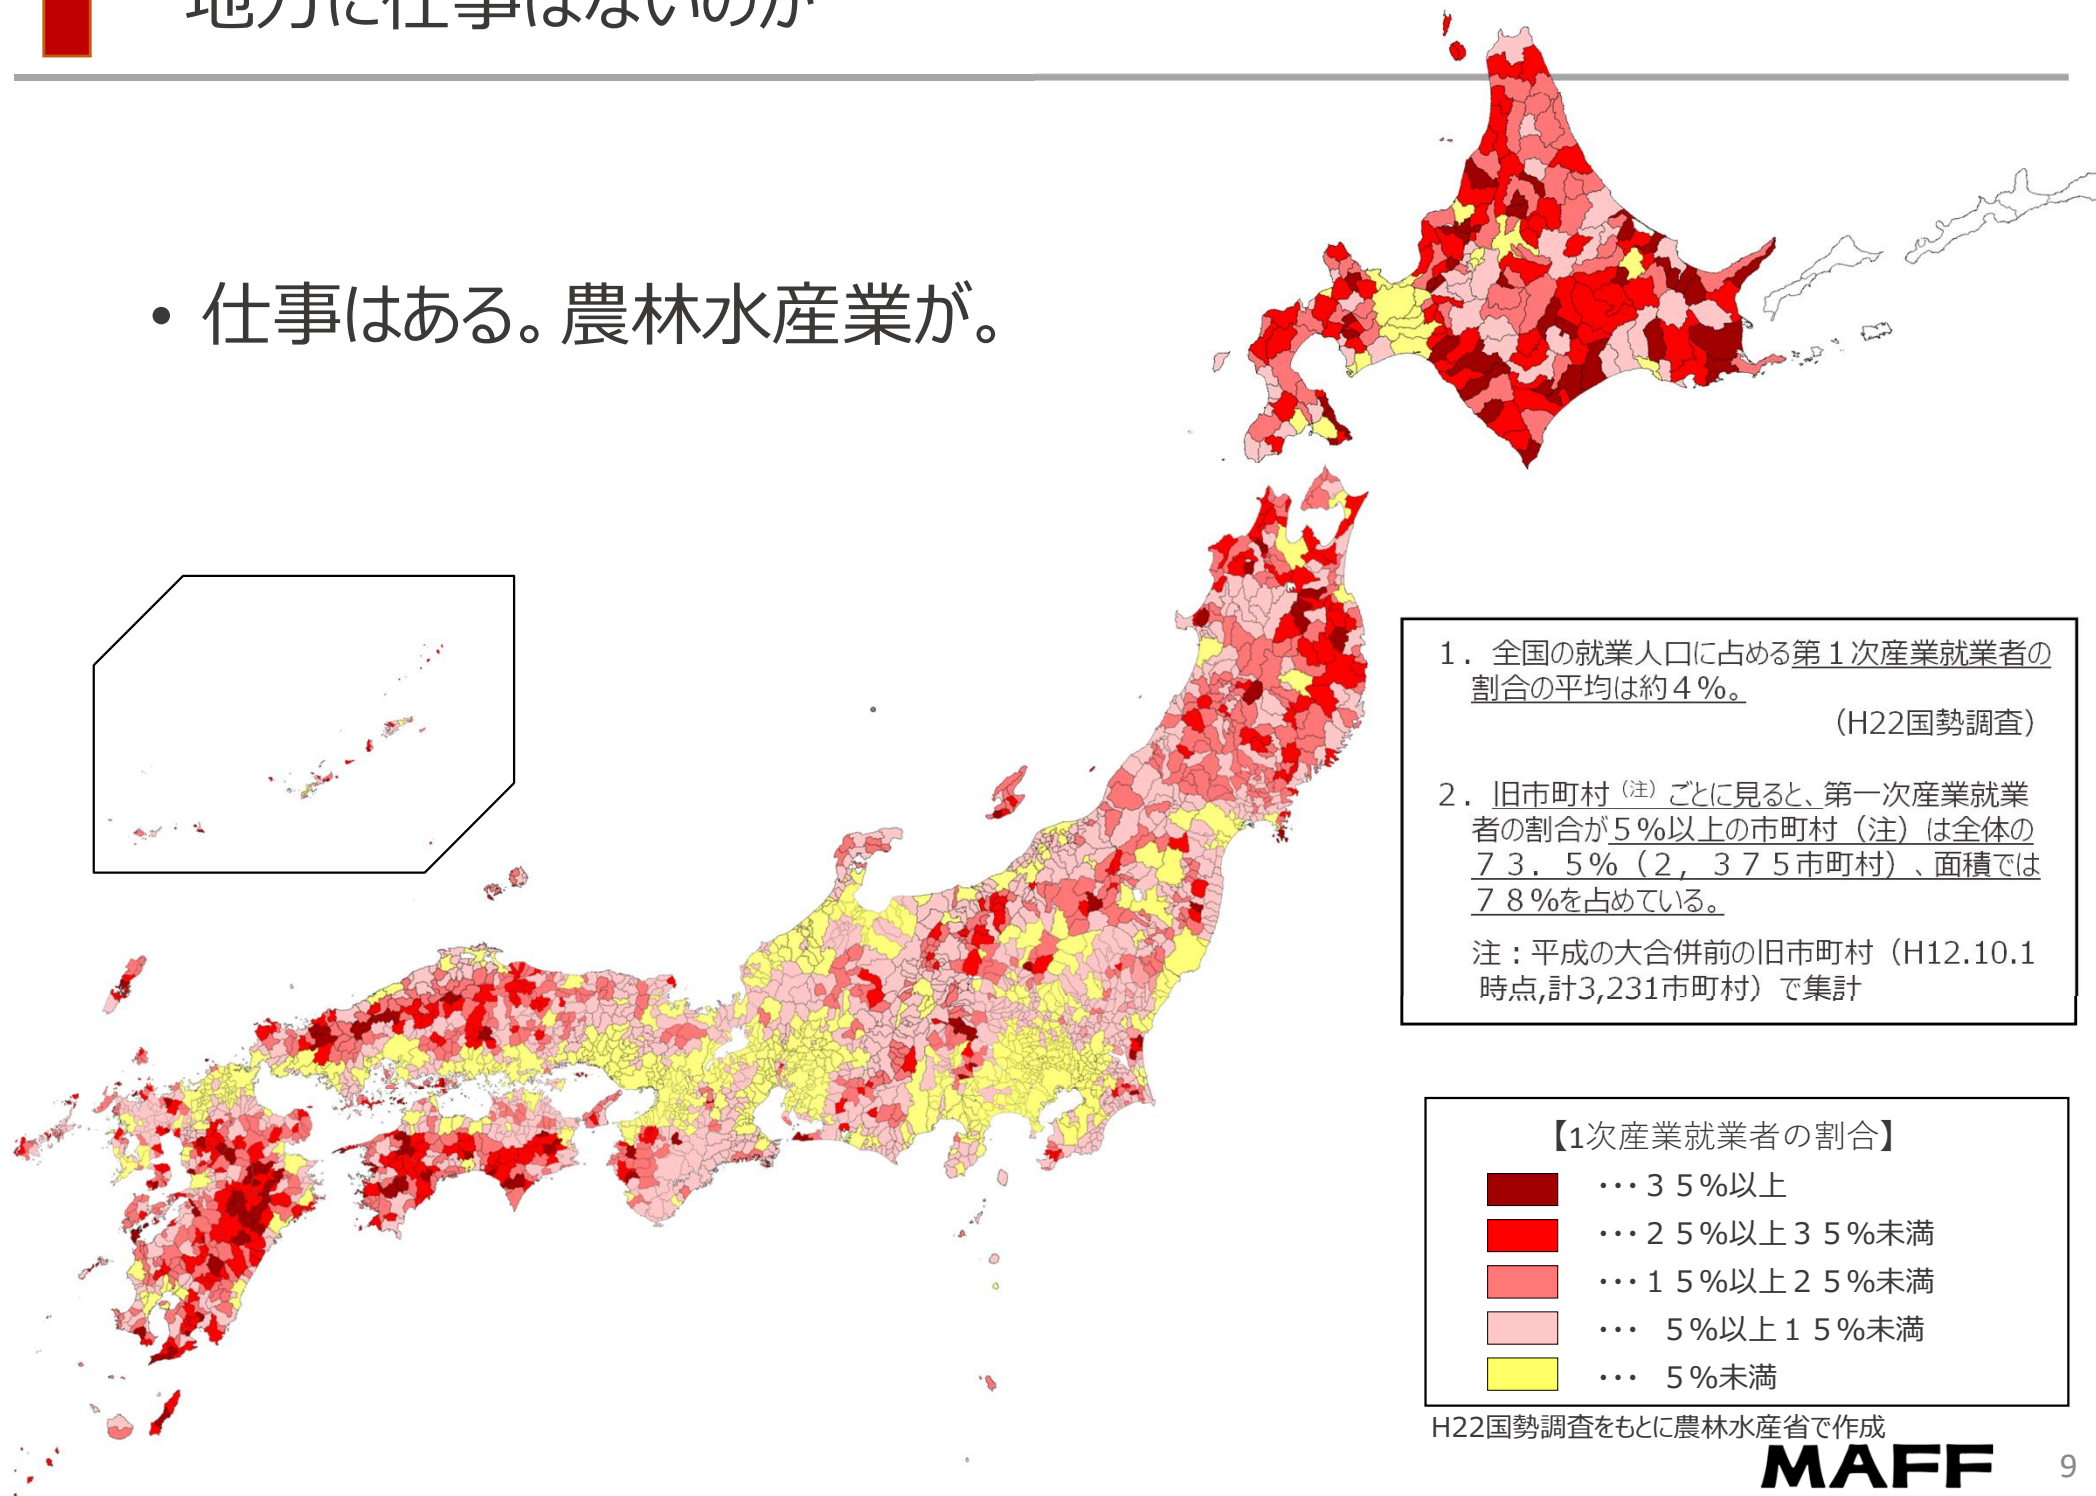 地方に仕事はないのか
• 仕事はある。農林水産業が。
１．全国の就業人口に占める第１次産業就業者の
割合の平均は約４%。
（H22国勢調査）
２．旧市町村（注）ごとに見ると、第一次産業就業
者の割合が５%以上の市町村（注）は全体の
７３．５%（２，３７５市町村）、面積では
７８%を占めている。
注：平成の大合併前の旧市町村（H12.10.1
時点,計3,231市町村）で集計
【1次産業就業者の割合】
･･･３５%以上
･･･２５%以上３５%未満
･･･１５%以上２５%未満
･･･ ５%以上１５%未満
･･･ ５%未満
H22国勢調査をもとに農林水産省で作成
MAFF
9